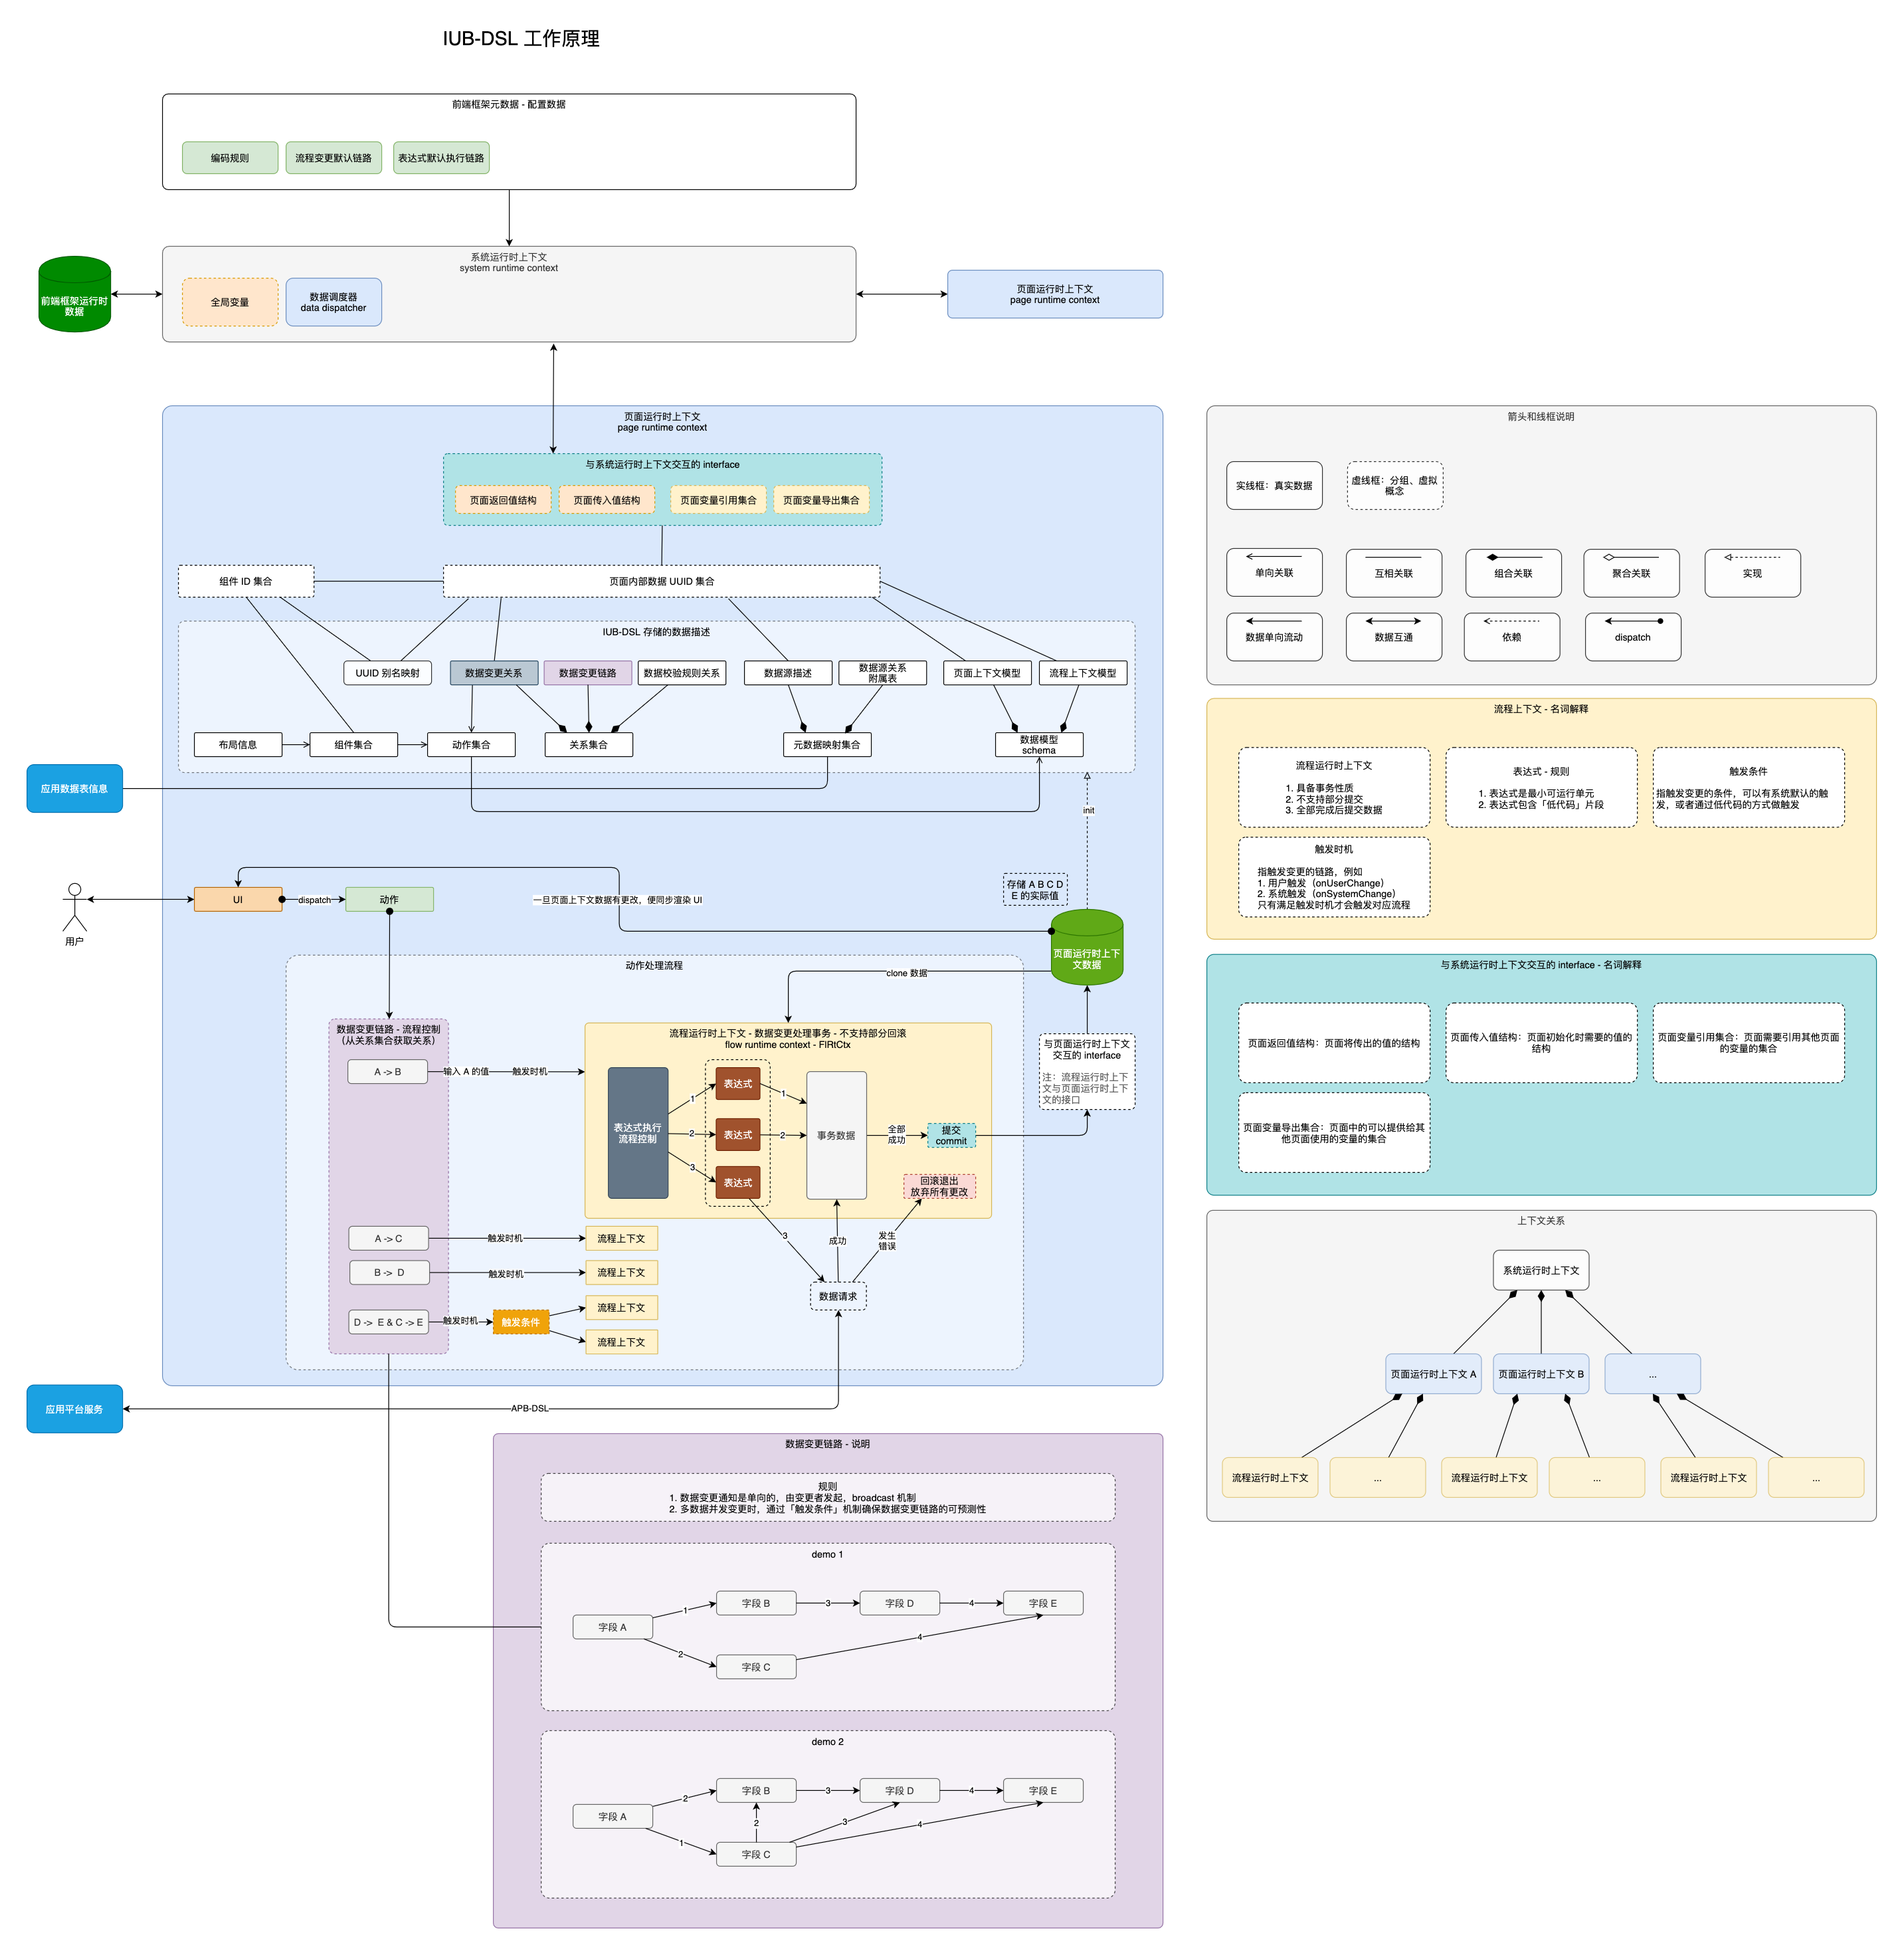 IUB-DSL 工作原理
前端框架元数据 - 配置数据
编码规则
流程变更默认链路
表达式默认执行链路
系统运行时上下文
system runtime context
全局变量
数据调度器
data dispatcher
前端框架运行时
数据
页面运行时上下文
page runtime context
页面运行时上下文
page runtime context
与系统运行时上下文交互的 interface
页面返回值结构
页面传入值结构
页面变量引用集合
页面变量导出集合
组件 ID 集合
页面内部数据 UUID 集合
IUB-DSL 存储的数据描述
UUID 别名映射
数据变更关系
数据变更链路
数据校验规则关系
数据源描述
数据源关系
附属表
页面上下文模型
流程上下文模型
布局信息
组件集合
动作集合
关系集合
元数据映射集合
数据模型
schema
应用数据表信息
init
存储 A B C D
E 的实际值
用户
UI
dispatch
动作
一旦页面上下文数据有更改，便同步渲染 UI
页面运行时上下
文数据
clone 数据
动作处理流程
数据变更链路 - 流程控制
（从关系集合获取关系）
A -> B
输入 A 的值
触发时机
流程运行时上下文 - 数据变更处理事务 - 不支持部分回滚
flow runtime context - FlRtCtx
表达式执行
流程控制
1
2
3
表达式
表达式
表达式
1
2
事务数据
全部
成功
提交
commit
回滚退出
放弃所有更改
与页面运行时上下文
交互的 interface
注：流程运行时上下
文与页面运行时上下
文的接口
3
成功
发生
错误
数据请求
A -> C
触发时机
流程上下文
B -> D
触发时机
流程上下文
D -> E & C -> E
触发时机
触发条件
流程上下文
流程上下文
应用平台服务
APB-DSL
数据变更链路 - 说明
规则
1. 数据变更通知是单向的，由变更者发起，broadcast 机制
2. 多数据并发变更时，通过「触发条件」机制确保数据变更链路的可预测性
demo 1
字段 A
1
字段 B
3
字段 D
4
字段 E
2
字段 C
4
demo 2
字段 A
2
字段 B
3
字段 D
4
字段 E
1
2
字段 C
3
4
箭头和线框说明
实线框：真实数据
虚线框：分组、虚拟
概念
单向关联
互相关联
组合关联
聚合关联
实现
数据单向流动
数据互通
依赖
dispatch
流程上下文 - 名词解释
流程运行时上下文
1. 具备事务性质
2. 不支持部分提交
3. 全部完成后提交数据
表达式 - 规则
1. 表达式是最小可运行单元
2. 表达式包含「低代码」片段
触发条件
指触发变更的条件，可以有系统默认的触
发，或者通过低代码的方式做触发
触发时机
指触发变更的链路，例如
1. 用户触发（onUserChange）
2. 系统触发（onSystemChange）
只有满足触发时机才会触发对应流程
与系统运行时上下文交互的 interface - 名词解释
页面返回值结构：页面将传出的值的结构
页面传入值结构：页面初始化时需要的值的
结构
页面变量引用集合：页面需要引用其他页面
的变量的集合
页面变量导出集合：页面中的可以提供给其
他页面使用的变量的集合
上下文关系
系统运行时上下文
页面运行时上下文 A
页面运行时上下文 B
...
流程运行时上下文
...
流程运行时上下文
...
流程运行时上下文
...